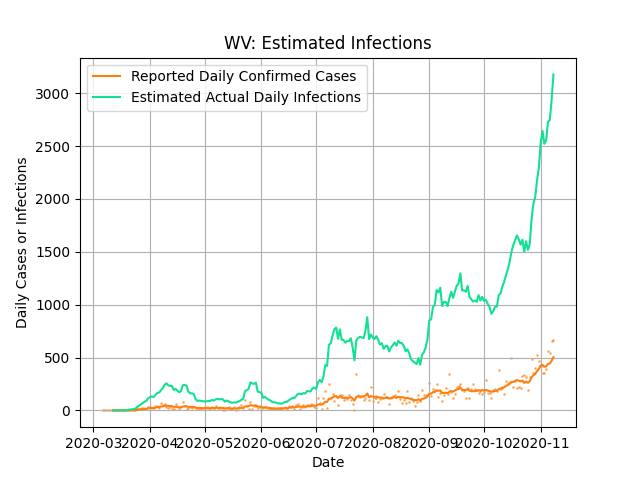 WV: Estimated Infections
Reported Daily Confirmed Cases
Estimated Actual Daily Infections
Daily Cases or Infections
3000
2500
2000
1500
1000
500
0
2020-03 2020-04 2020-05 2020-06 2020-07 2020-08 2020-09 2020-10 2020-11
Date